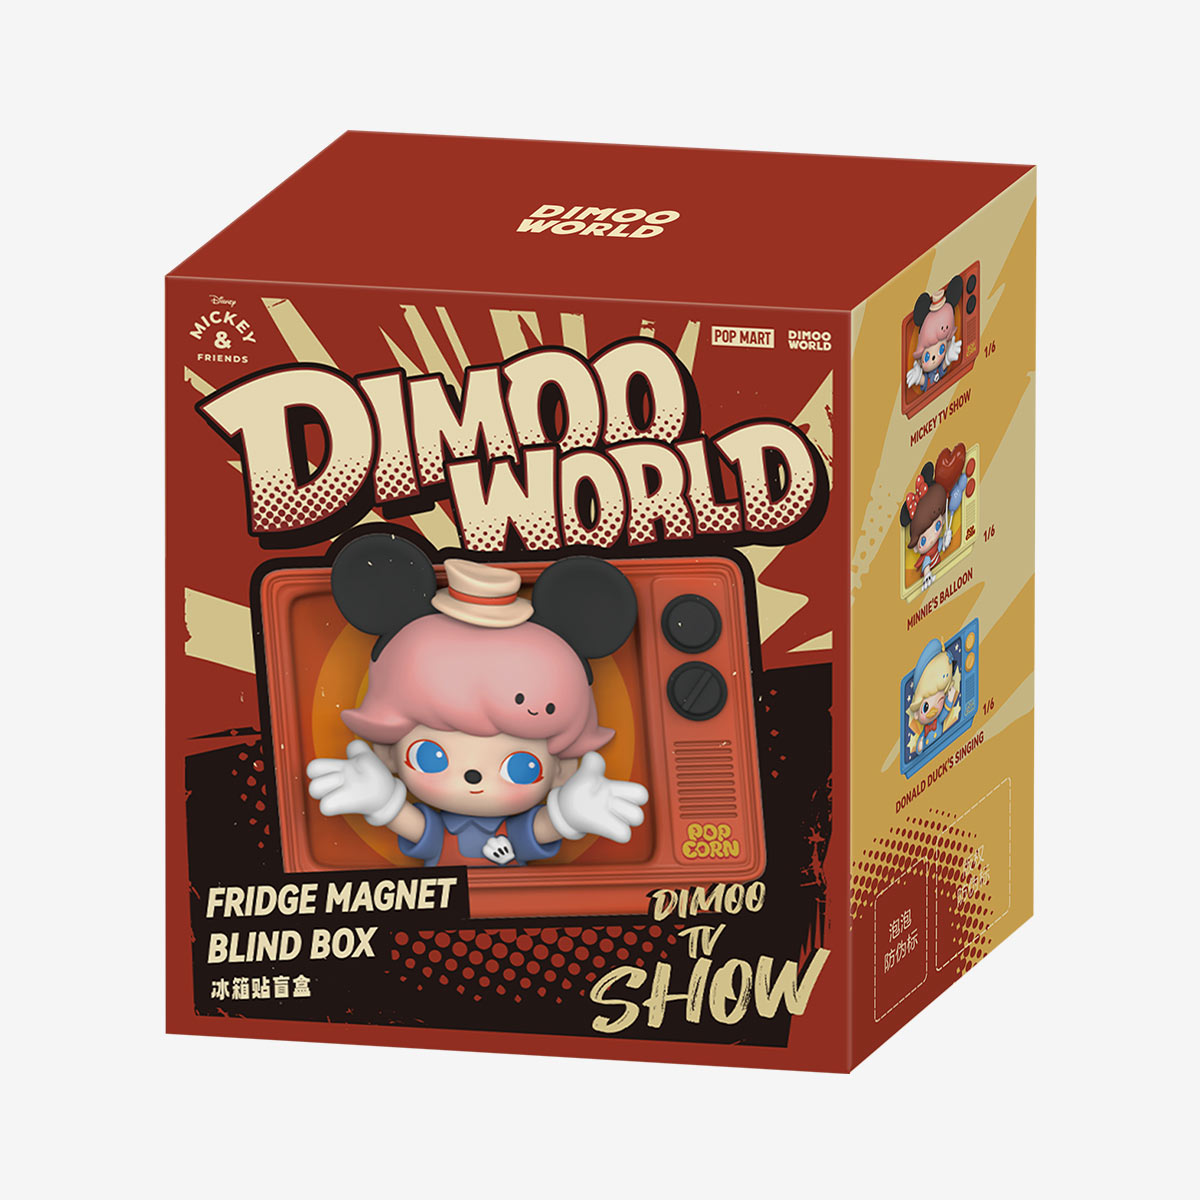 DIMOO
WORLD
Disney
MICKEY
&
FRIENDS
POP MART
DIMOO
WORLD
DIMOO
WORLD
POP
CORN
FRIDGE MAGNET
BLIND BOX
冰箱贴盲盒
DIMOO
TV
SHOW
1/6
MICKEY TV SHOW
1/6
MINNIE'S BALLOON
1/6
DONALD DUCK'S SINGING
泡泡
防伪标